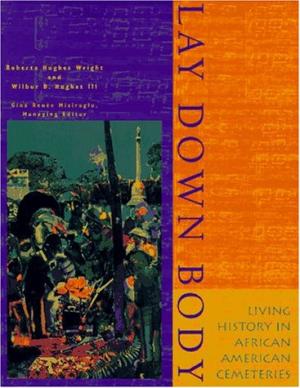 Roberta Hughes Wright
and
Wilbur B. Hughes III
Gina Renée Misiroglu,
Managing Editor
LAY DOWN BODY
LIVING
HISTORY IN
AFRICAN
AMERICAN
CEMETERIES